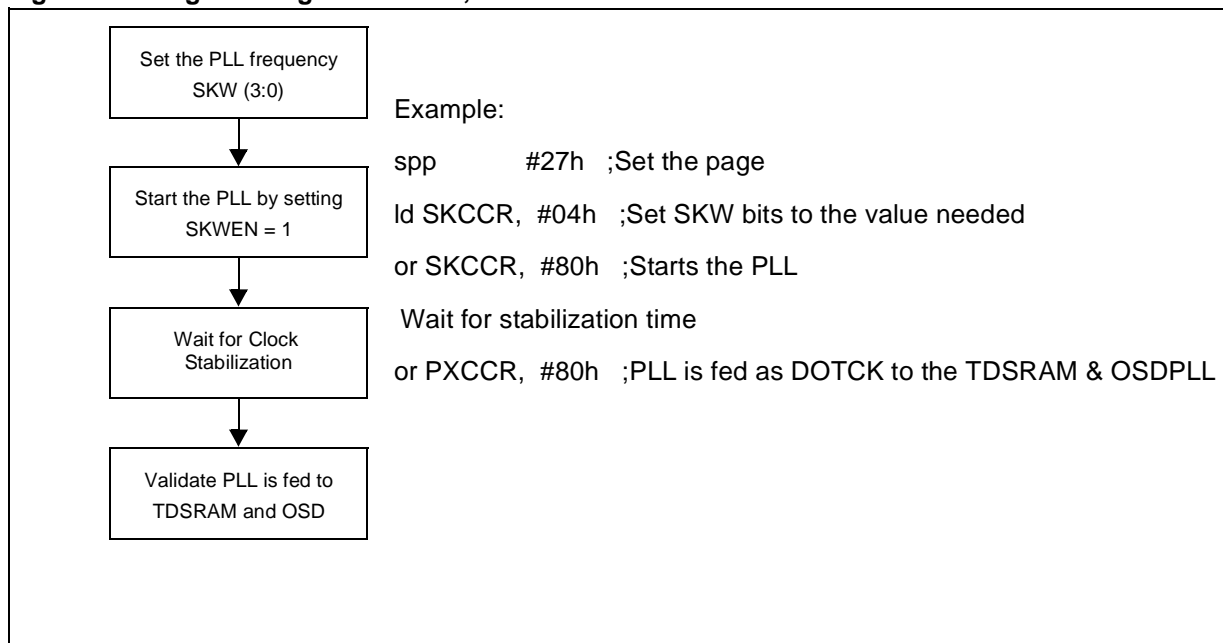 Set the PLL frequency
SKW (3:0)
Start the PLL by setting
SKWEN = 1
Wait for Clock
Stabilization
Validate PLL is fed to
TDSRAM and OSD
Example:
spp #27h ;Set the page
ld SKCCR, #04h ;Set SKW bits to the value needed
or SKCCR, #80h ;Starts the PLL
Wait for stabilization time
or PXCCR, #80h ;PLL is fed as DOTCK to the TDSRAM & OSDPLL